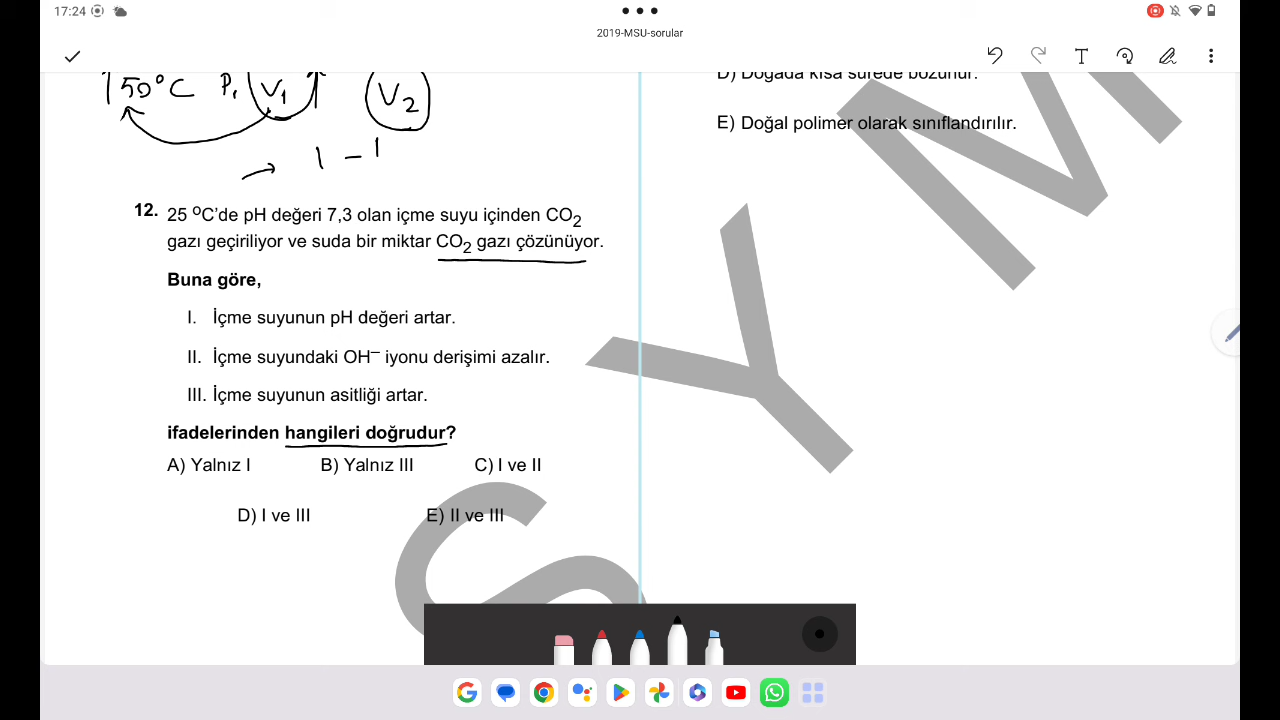 17:24
2019-MSU-sorular
50°C P₁ V₁ V₂
→ 1 - 1
12. 25 °C'de pH değeri 7,3 olan içme suyu içinden CO₂
gazı geçiriliyor ve suda bir miktar CO₂ gazı çözünüyor.
Buna göre,
I. İçme suyunun pH değeri artar.
II. İçme suyundaki OH⁻ iyonu derişimi azalır.
III. İçme suyunun asitliği artar.
ifadelerinden hangileri doğrudur?
A) Yalnız I B) Yalnız III C) I ve II
D) I ve III E) II ve III
D) Doğada kısa sürede bozunur.
E) Doğal polimer olarak sınıflandırılır.
S Y M